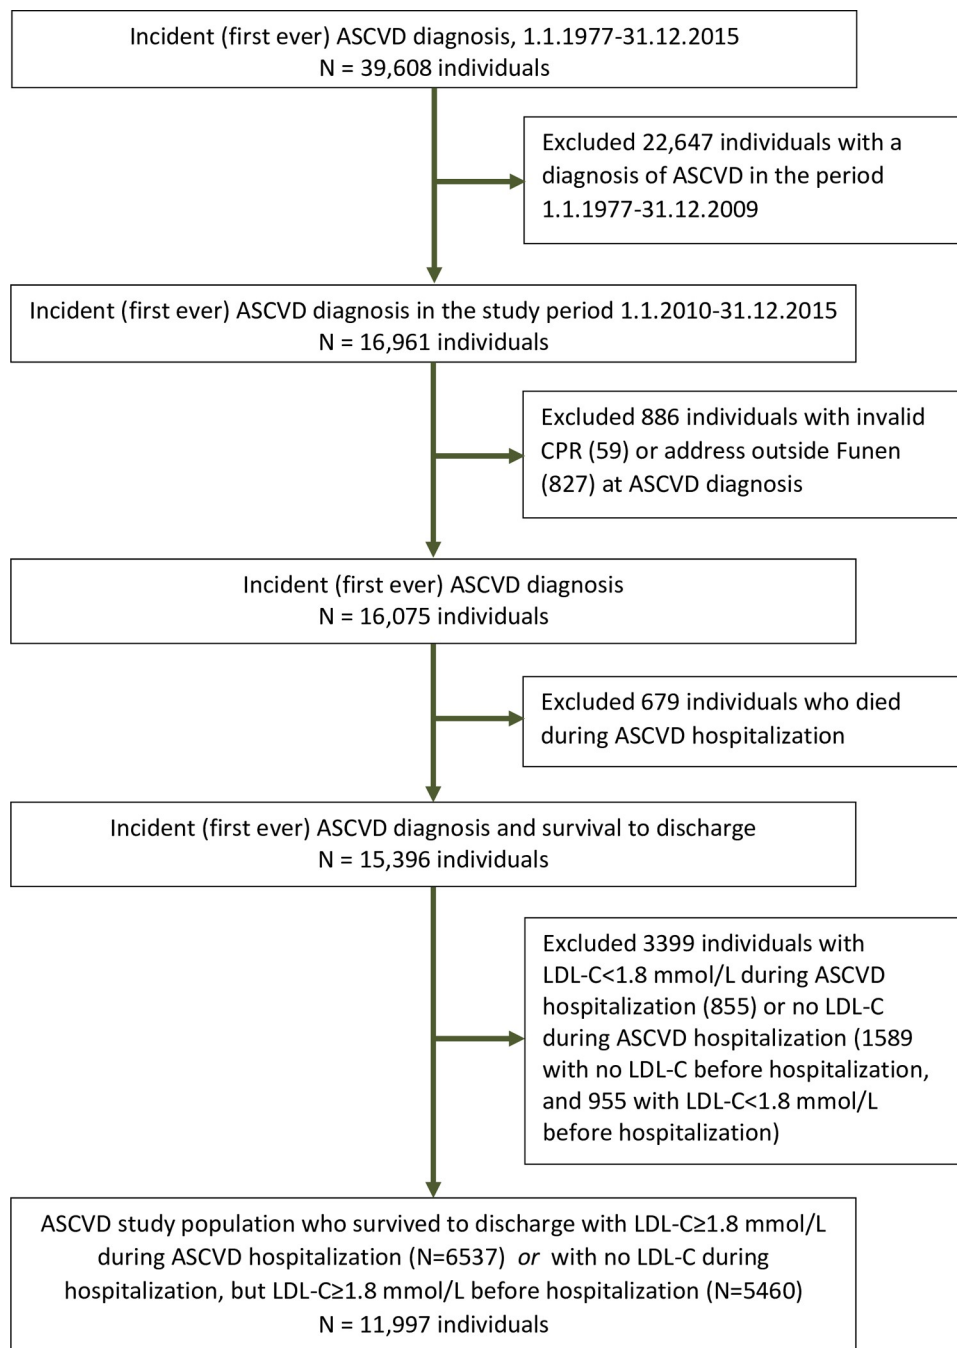 Incident (first ever) ASCVD diagnosis, 1.1.1977-31.12.2015
N = 39,608 individuals
Excluded 22,647 individuals with a
diagnosis of ASCVD in the period
1.1.1977-31.12.2009
Incident (first ever) ASCVD diagnosis in the study period 1.1.2010-31.12.2015
N = 16,961 individuals
Excluded 886 individuals with invalid
CPR (59) or address outside Funen
(827) at ASCVD diagnosis
Incident (first ever) ASCVD diagnosis
N = 16,075 individuals
Excluded 679 individuals who died
during ASCVD hospitalization
Incident (first ever) ASCVD diagnosis and survival to discharge
N = 15,396 individuals
Excluded 3399 individuals with
LDL-C<1.8 mmol/L during ASCVD
hospitalization (855) or no LDL-C
during ASCVD hospitalization (1589
with no LDL-C before hospitalization,
and 955 with LDL-C<1.8 mmol/L
before hospitalization)
ASCVD study population who survived to discharge with LDL-C≥1.8 mmol/L
during ASCVD hospitalization (N=6537) or with no LDL-C during
hospitalization, but LDL-C≥1.8 mmol/L before hospitalization (N=5460)
N = 11,997 individuals